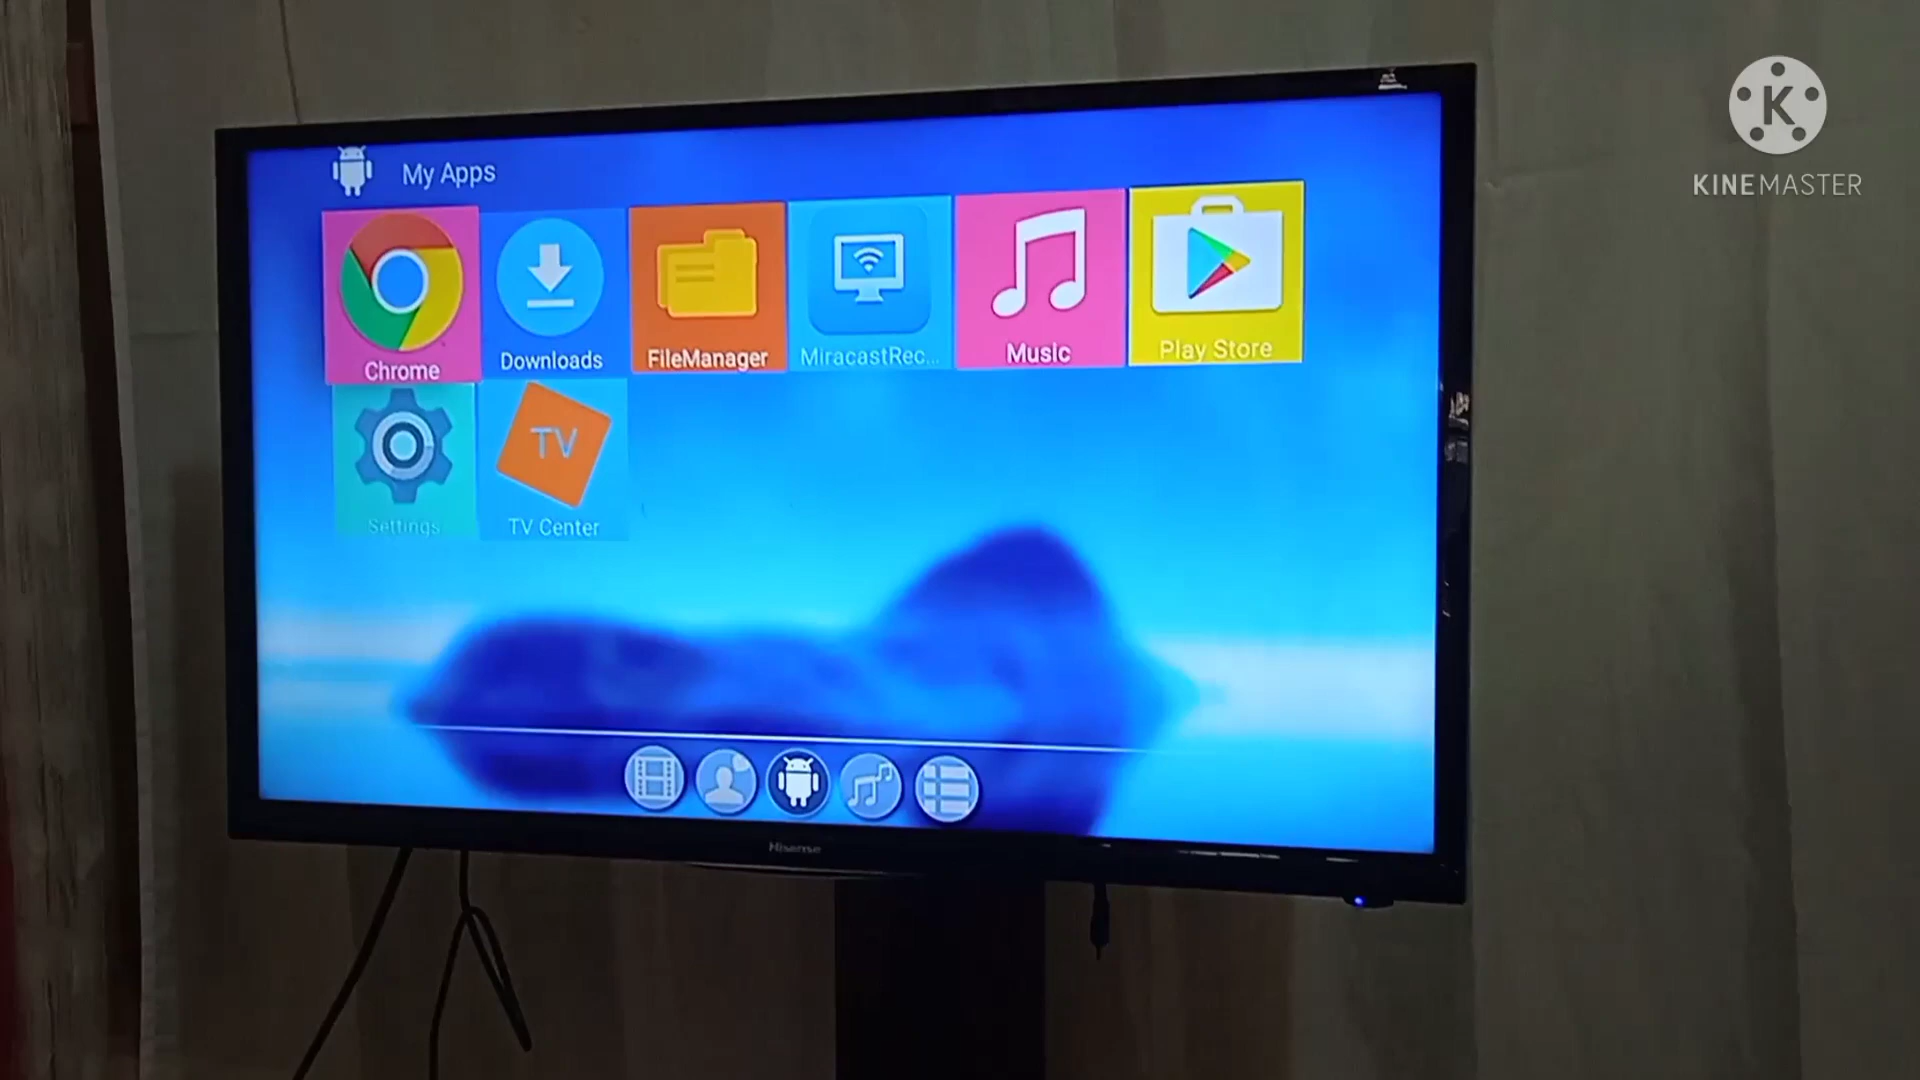 My Apps
Chrome
Downloads
FileManager
MiracastRec...
Music
Play Store
Settings
TV
TV Center
Hisense
K
KINEMASTER